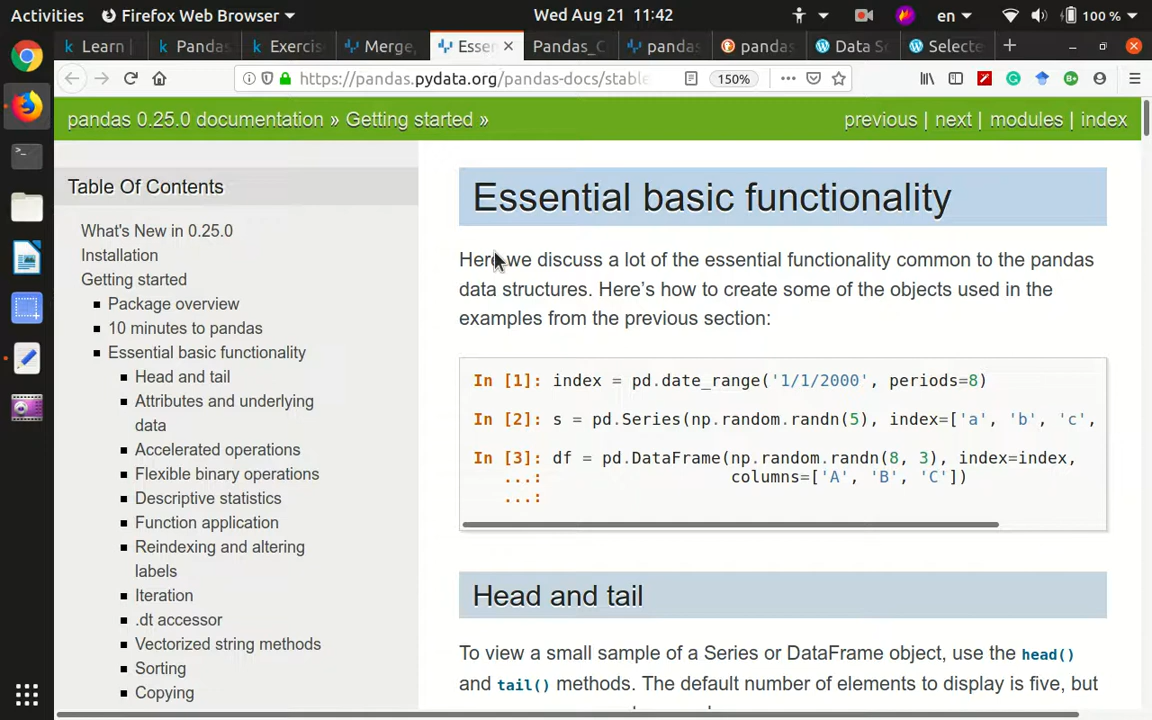 Activities
Firefox Web Browser
Wed Aug 21 11:42
en
100 %
Learn
Pandas
Exercis
Merge,
Essen
Pandas_C
pandas
pandas
Data S
Selecte
https://pandas.pydata.org/pandas-docs/stable
150%
pandas 0.25.0 documentation » Getting started »
previous | next | modules | index
Table Of Contents
What's New in 0.25.0
Installation
Getting started
Package overview
10 minutes to pandas
Essential basic functionality
Head and tail
Attributes and underlying
data
Accelerated operations
Flexible binary operations
Descriptive statistics
Function application
Reindexing and altering
labels
Iteration
.dt accessor
Vectorized string methods
Sorting
Copying
Essential basic functionality
Here we discuss a lot of the essential functionality common to the pandas
data structures. Here's how to create some of the objects used in the
examples from the previous section:
In [1]: index = pd.date_range('1/1/2000', periods=8)
In [2]: s = pd.Series(np.random.randn(5), index=['a', 'b', 'c',
In [3]: df = pd.DataFrame(np.random.randn(8, 3), index=index,
...: columns=['A', 'B', 'C'])
...:
Head and tail
To view a small sample of a Series or DataFrame object, use the head()
and tail() methods. The default number of elements to display is five, but